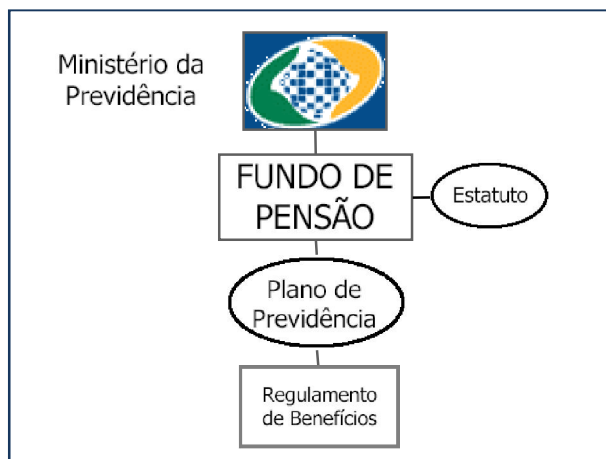 Ministério da
Previdência
FUNDO DE
PENSÃO
Estatuto
Plano de
Previdência
Regulamento
de Benefícios